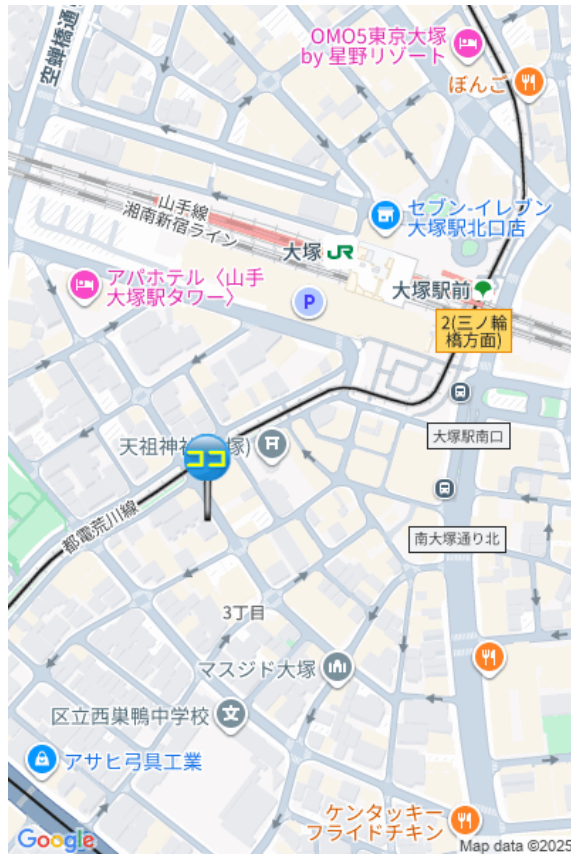 OMO5東京大塚
by 星野リゾート
空蝉橋通り
ぼんご
山手線
湘南新宿ライン
セブン‐イレブン
大塚駅北口店
大塚 JR
アパホテル〈山手
大塚駅タワー〉
大塚駅前
P
2(三ノ輪
橋方面)
天祖神社
塚)
ココ
大塚駅南口
都電荒川線
南大塚通り北
3丁目
マスジド大塚
区立西巣鴨中学校
文
アサヒ弓具工業
ケンタッキー
フライドチキン
Google
Map data ©2025